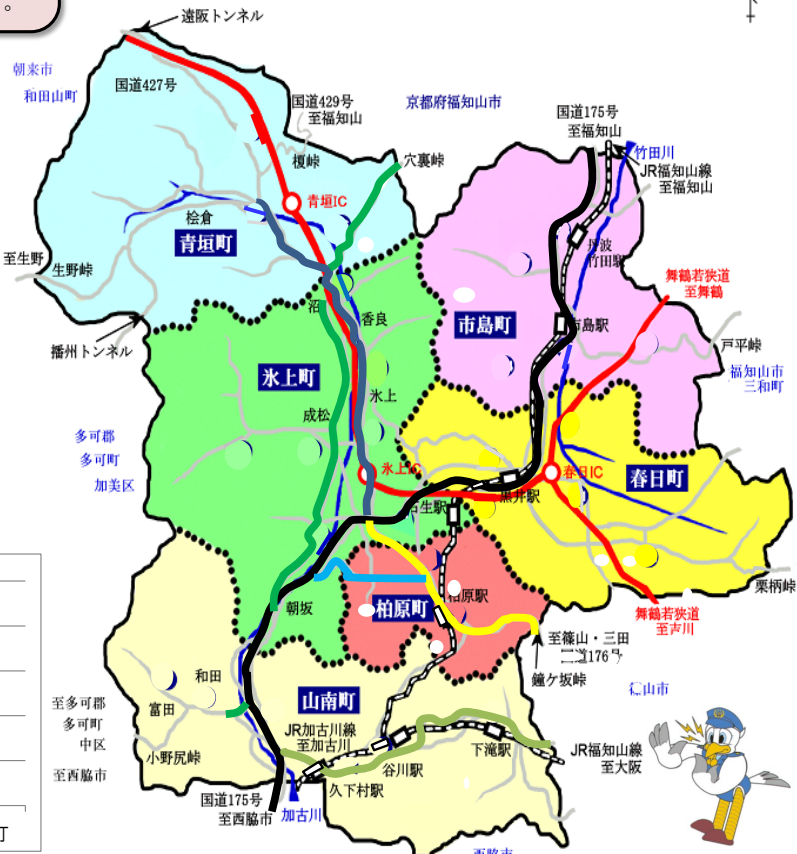 。
遠阪トンネル
朝来市
和田山町
国道427号
国道429号
至福知山
京都府福知山市
国道175号
至福知山
竹田川
JR福知山線
至福知山
榎峠
穴裏峠
青垣IC
桧倉
青垣町
丹波
竹田駅
至生野
生野峠
舞鶴若狭道
至舞鶴
沼
香良
市島町
市島駅
播州トンネル
戸平峠
福知山市
三和町
氷上町
氷上
成松
多可郡
多可町
加美区
氷上IC
春日IC
春日町
黒井駅
石生駅
栗柄峠
朝坂
柏原町
柏原駅
舞鶴若狭道
至吉川
至篠山・三田
鐘ケ坂峠
和田
富田
山南町
至多可郡
多可町
中区
JR加古川線
至加古川
下滝駅
JR福知山線
至大阪
小野尻峠
谷川駅
至西脇市
久下村駅
国道175号
至西脇市
加古川
町
西脇市